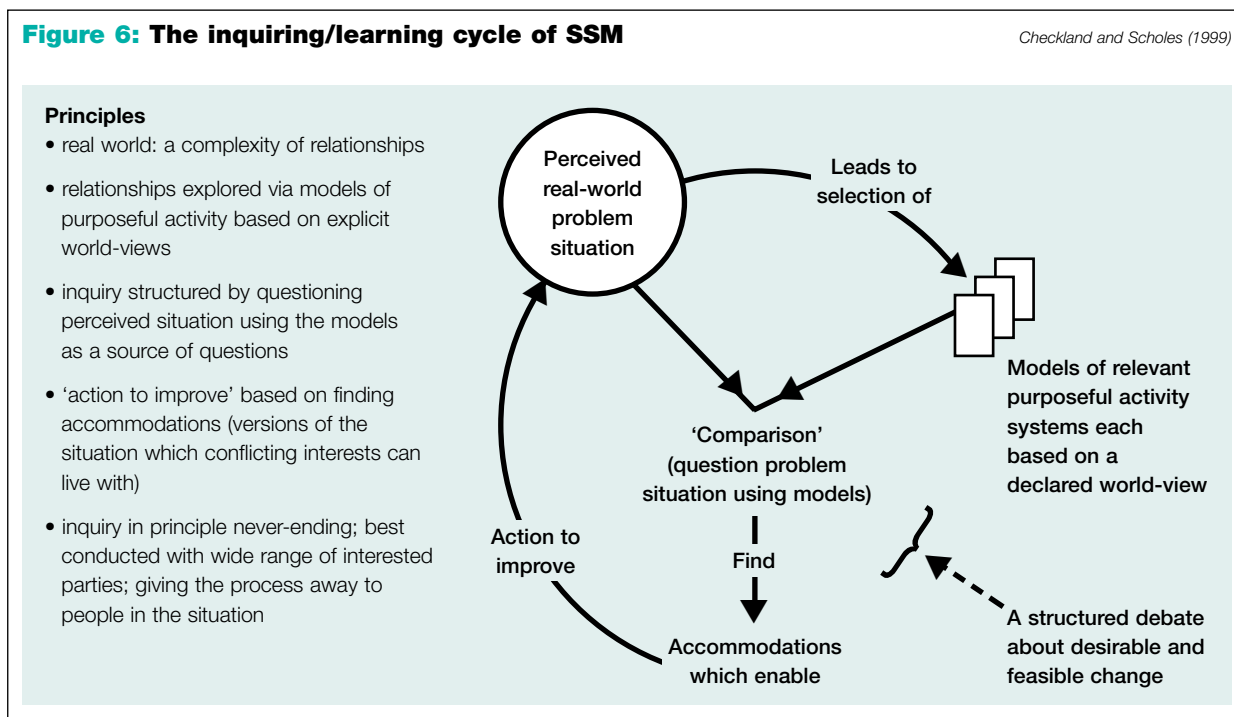 Figure 6: The inquiring/learning cycle of SSM
Checkland and Scholes (1999)
Principles
• real world: a complexity of relationships
• relationships explored via models of
purposeful activity based on explicit
world-views
• inquiry structured by questioning
perceived situation using the models
as a source of questions
• ‘action to improve’ based on finding
accommodations (versions of the
situation which conflicting interests can
live with)
• inquiry in principle never-ending; best
conducted with wide range of interested
parties; giving the process away to
people in the situation
Perceived
real-world
problem
situation
Leads to
selection of
Models of relevant
purposeful activity
systems each
based on a
declared world-view
‘Comparison’
(question problem
situation using models)
Find
Action to
improve
Accommodations
which enable
A structured debate
about desirable and
feasible change